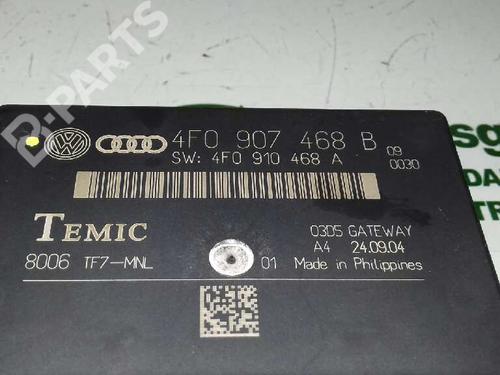 B-PARTS
4F0 907 468 B
SW: 4F0 910 468 A
09
0030
TEMIC
03D5 GATEWAY
A4 24.09.04
8006 TF7-MNL
01 Made in Philippines